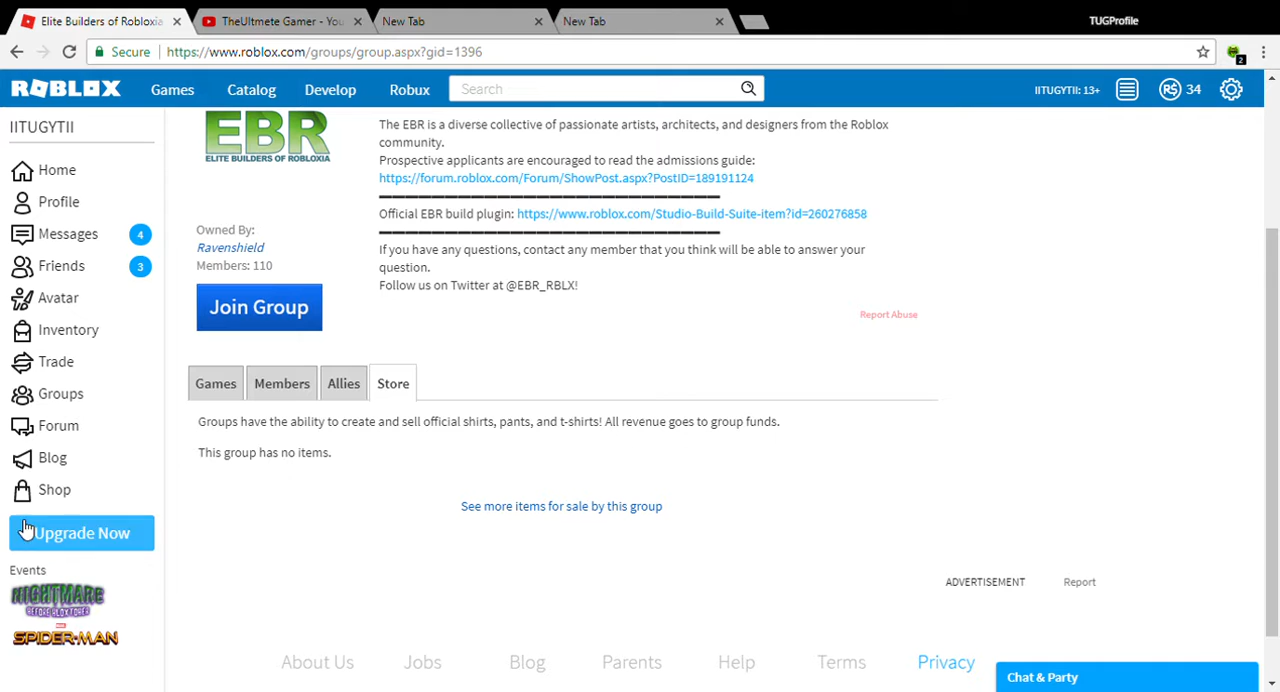 Elite Builders of Robloxia
TheUltmete Gamer - You
New Tab
New Tab
TUGProfile
Secure https://www.roblox.com/groups/group.aspx?gid=1396
2
ROBLOX Games Catalog Develop Robux Search IITUGYTII: 13+ R$ 34
IITUGYTII
Home
Profile
Messages 4
Friends 3
Avatar
Inventory
Trade
Groups
Forum
Blog
Shop
Upgrade Now
Events
NIGHTMARE
BEFORE BLOXTOBER
MARVEL
SPIDER-MAN
EBR
ELITE BUILDERS OF ROBLOXIA
Owned By:
Ravenshield
Members: 110
Join Group
The EBR is a diverse collective of passionate artists, architects, and designers from the Roblox
community.
Prospective applicants are encouraged to read the admissions guide:
https://forum.roblox.com/Forum/ShowPost.aspx?PostID=189191124
Official EBR build plugin: https://www.roblox.com/Studio-Build-Suite-item?id=260276858
If you have any questions, contact any member that you think will be able to answer your
question.
Follow us on Twitter at @EBR_RBLX!
Report Abuse
Games Members Allies Store
Groups have the ability to create and sell official shirts, pants, and t-shirts! All revenue goes to group funds.
This group has no items.
See more items for sale by this group
ADVERTISEMENT Report
About Us Jobs Blog Parents Help Terms Privacy
Chat & Party